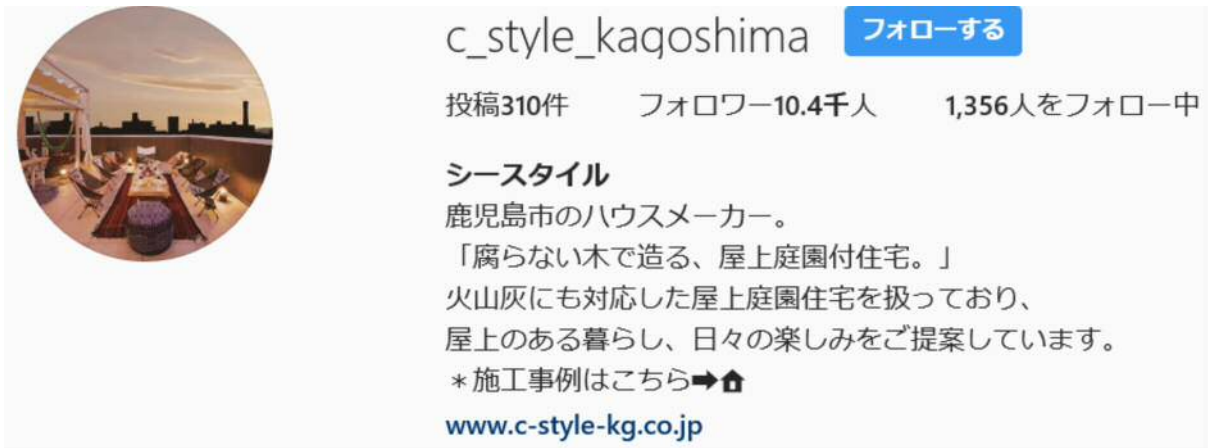 c_style_kagoshima フォローする
投稿310件 フォロワー10.4千人 1,356人をフォロー中
シースタイル
鹿児島市のハウスメーカー。
「腐らない木で造る、屋上庭園付住宅。」
火山灰にも対応した屋上庭園住宅を扱っており、
屋上のある暮らし、日々の楽しみをご提案しています。
＊施工事例はこちら➡🏠
www.c-style-kg.co.jp